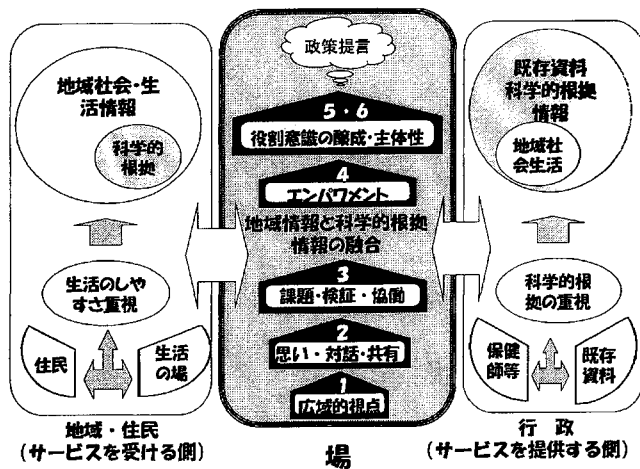 地域社会・生
活情報
科学的
根拠
生活のしや
すさ重視
住民
生活
の場
地域・住民
（サービスを受ける側）
政策提言
5・6
役割意識の醸成・主体性
4
エンパワメント
地域情報と科学的根拠
情報の融合
3
課題・検証・協働
2
思い・対話・共有
1
広域的視点
場
既存資料
科学的根拠
情報
地域社
会生活
科学的根
拠の重視
保健
師等
既存
資料
行　政
（サービスを提供する側）